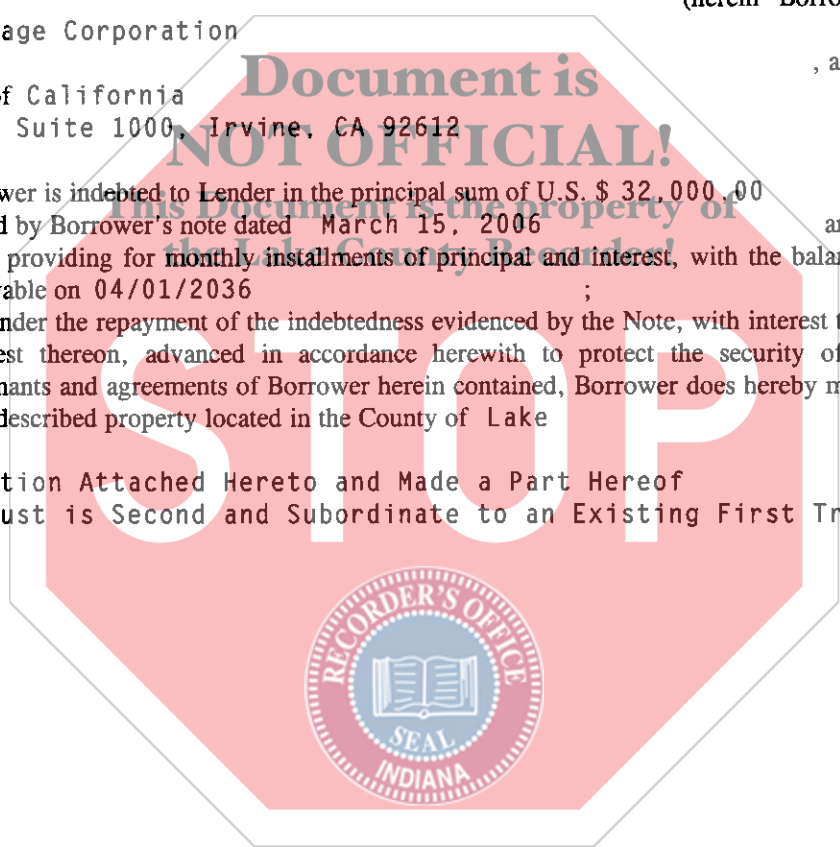 (herein "Borro
age Corporation
, a
f California
Suite 1000, Irvine, CA 92612
wer is indebted to Lender in the principal sum of U.S. $ 32,000.00
d by Borrower's note dated March 15, 2006 an
providing for monthly installments of principal and interest, with the balan
able on 04/01/2036 ;
nder the repayment of the indebtedness evidenced by the Note, with interest t
est thereon, advanced in accordance herewith to protect the security of
nants and agreements of Borrower herein contained, Borrower does hereby m
described property located in the County of Lake
tion Attached Hereto and Made a Part Hereof
ust is Second and Subordinate to an Existing First Tr
Document is
NOT OFFICIAL!
This Document is the property of
the Lake County Recorder!
STOP
RECORDER'S OFFICE
SEAL
INDIANA